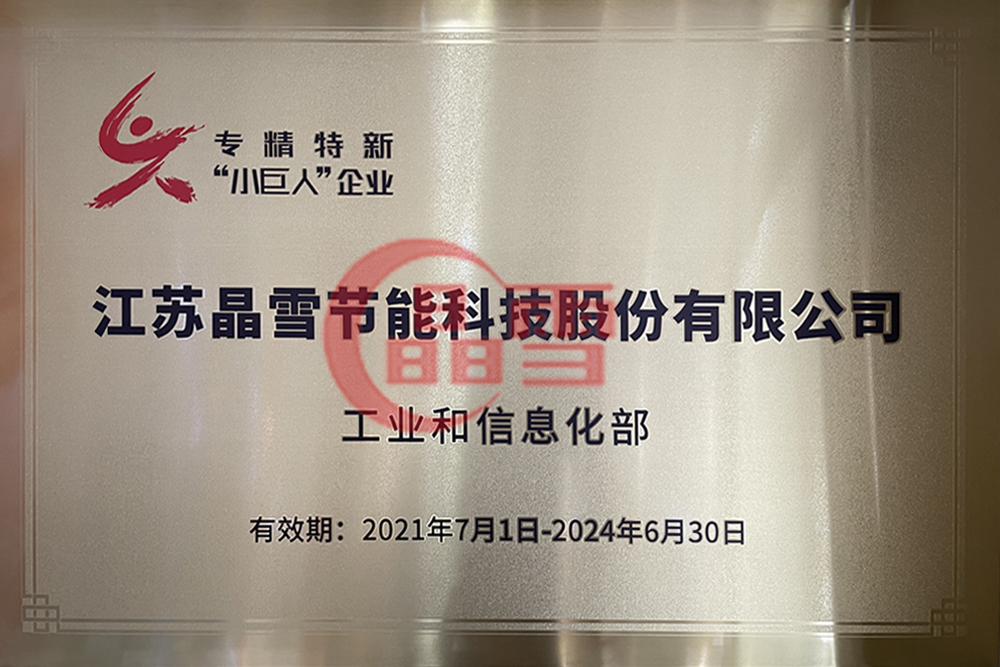 专精特新
“小巨人”企业
江苏晶雪节能科技股份有限公司
晶雪
工业和信息化部
有效期：2021年7月1日-2024年6月30日